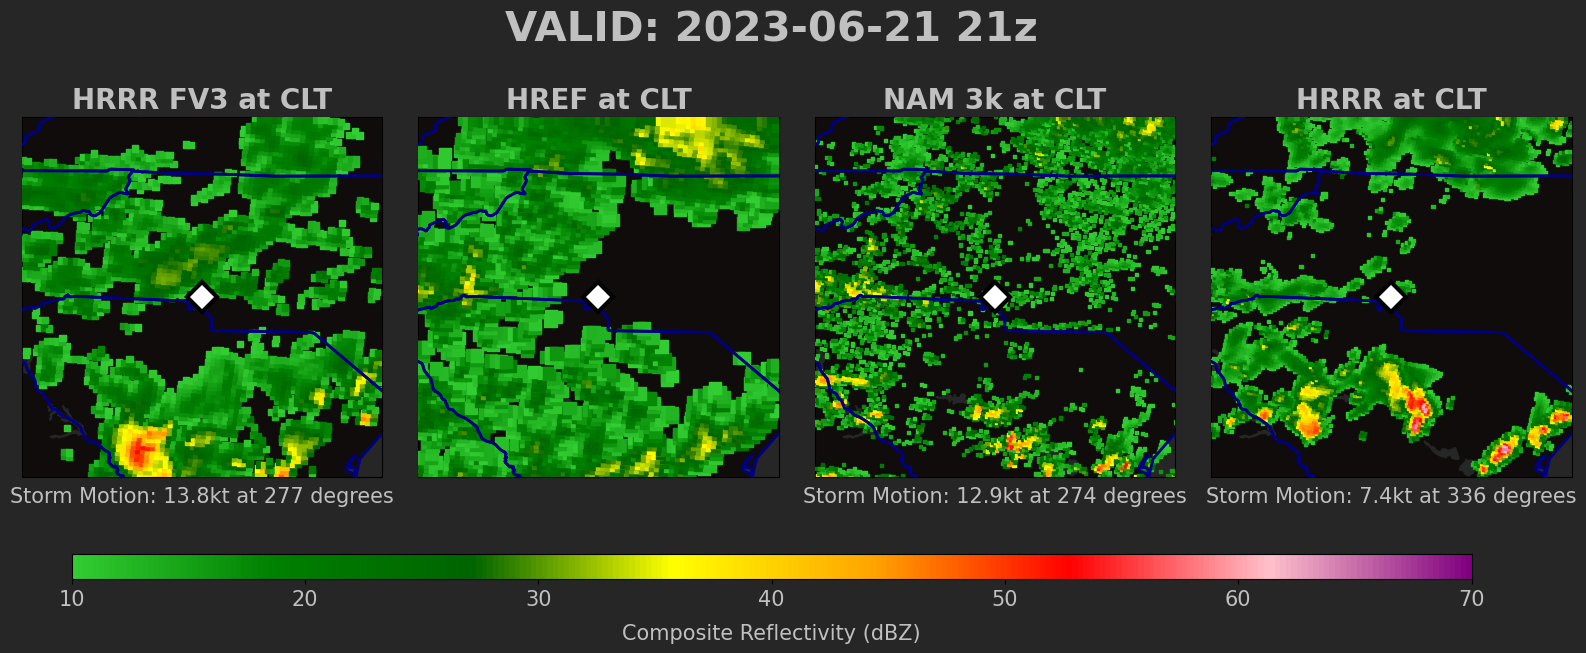 VALID: 2023-06-21 21z
HRRR FV3 at CLT
HREF at CLT
NAM 3k at CLT
HRRR at CLT
Storm Motion: 13.8kt at 277 degrees
Storm Motion: 12.9kt at 274 degrees
Storm Motion: 7.4kt at 336 degrees
10 20 30 40 50 60 70
Composite Reflectivity (dBZ)